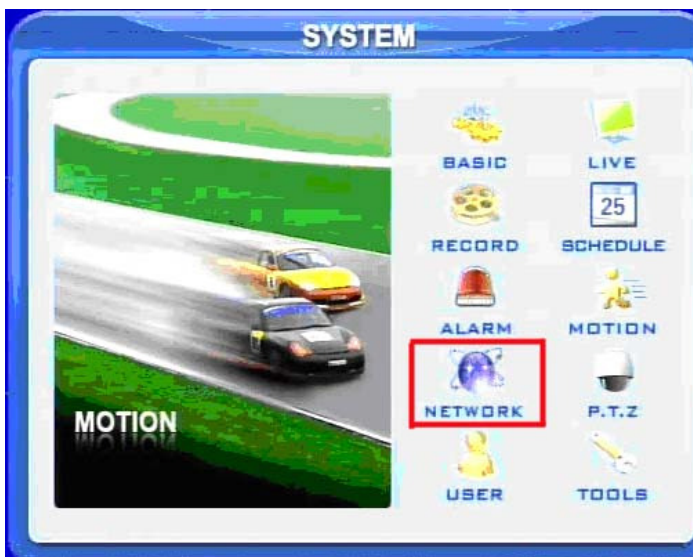 SYSTEM
BASIC
LIVE
RECORD
25
SCHEDULE
ALARM
MOTION
NETWORK
P.T.Z
MOTION
USER
TOOLS